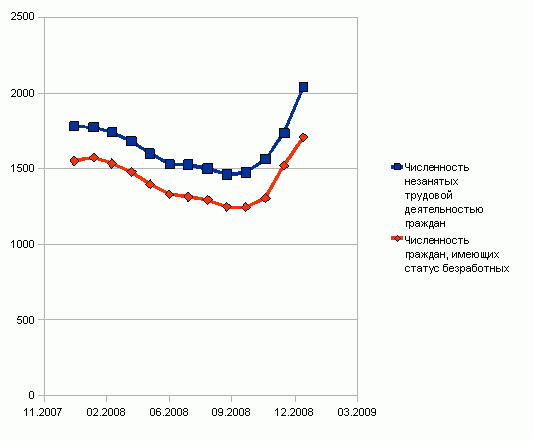 2500
2000
1500
1000
500
0
11.2007 02.2008 06.2008 09.2008 12.2008 03.2009
Численность
незанятых
трудовой
деятельностью
граждан
Численность
граждан, имеющих
статус безработных